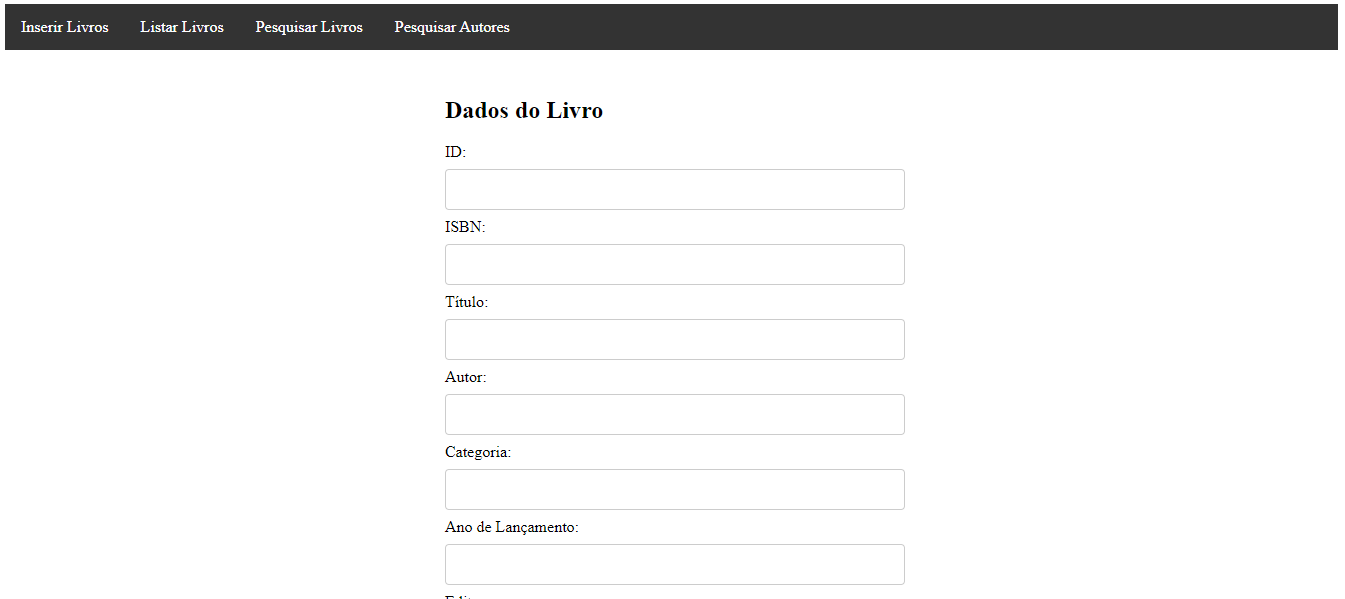 Inserir Livros Listar Livros Pesquisar Livros Pesquisar Autores
Dados do Livro
ID:
ISBN:
Título:
Autor:
Categoria:
Ano de Lançamento: